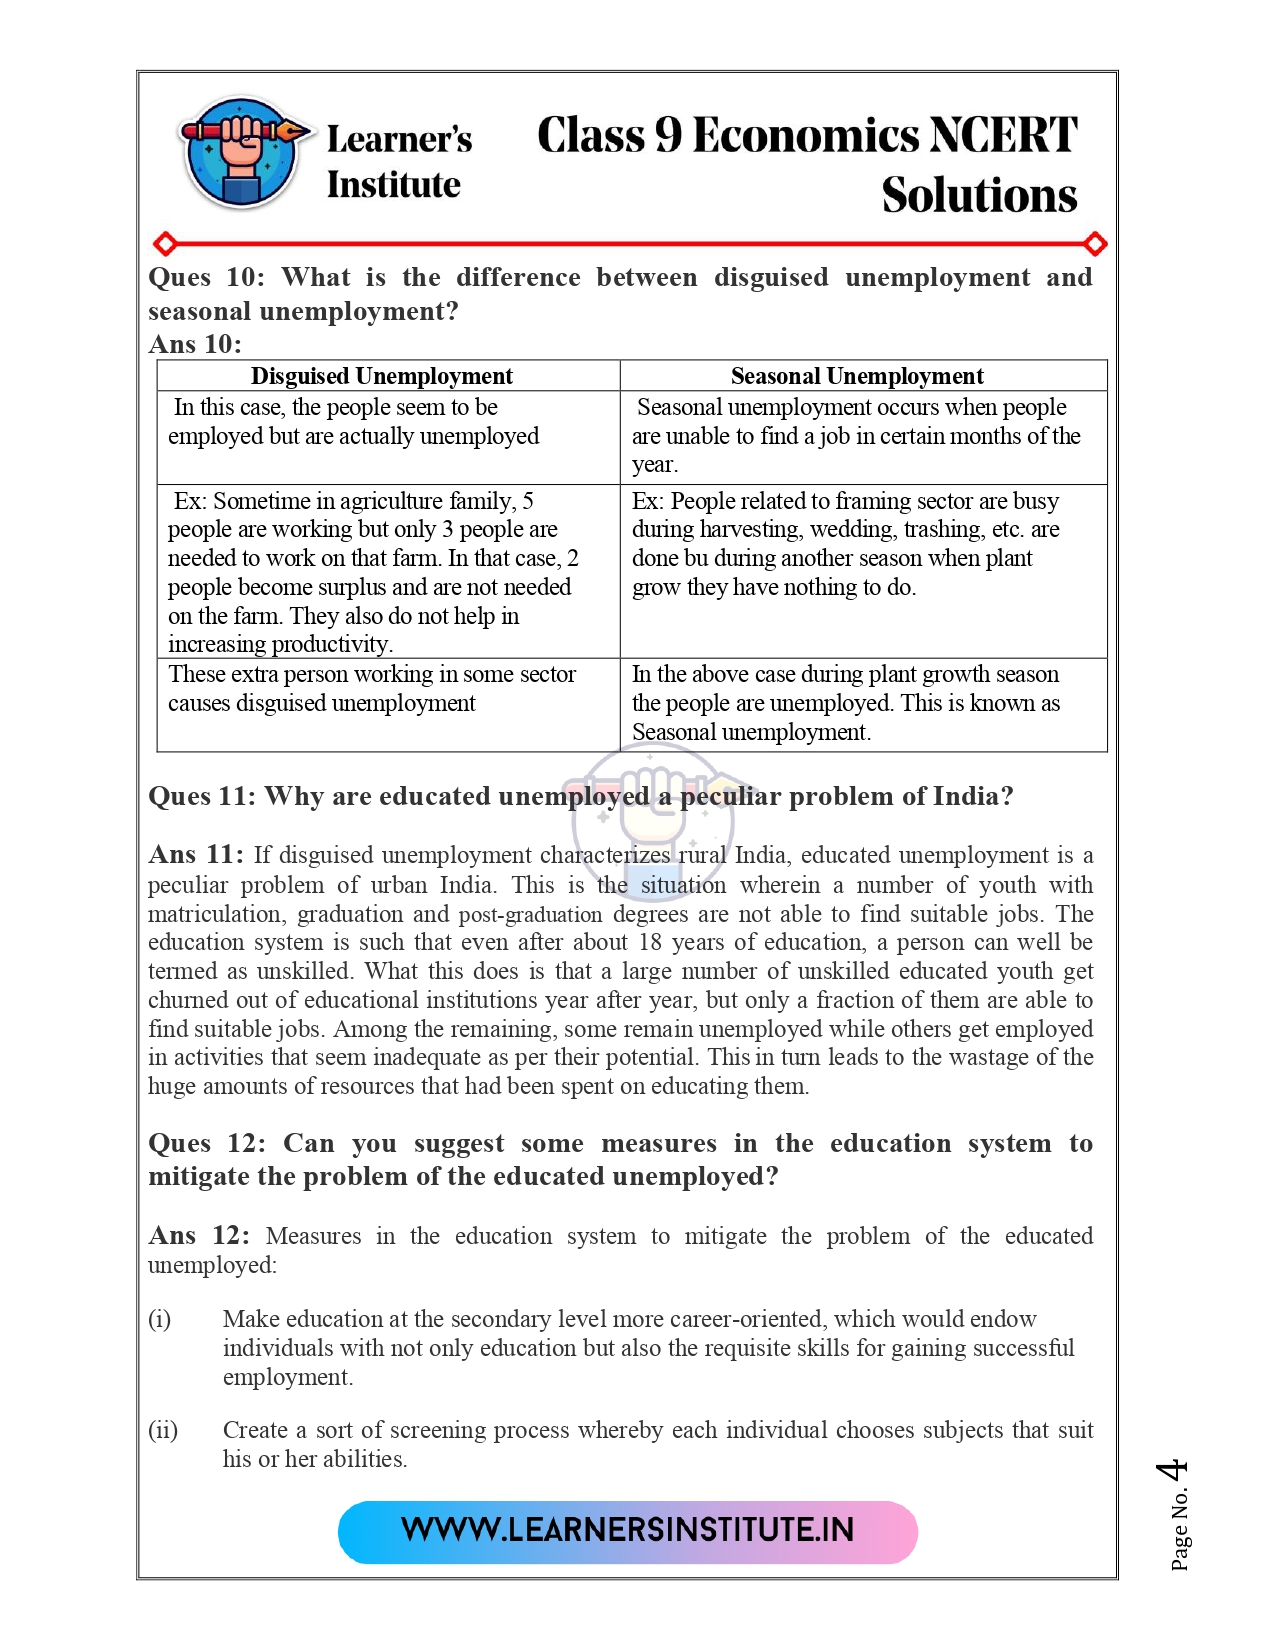 Learner's
Institute
Class 9 Economics NCERT
Solutions
Ques 10: What is the difference between disguised unemployment and
seasonal unemployment?
Ans 10:
Disguised Unemployment
Seasonal Unemployment
In this case, the people seem to be
employed but are actually unemployed
Seasonal unemployment occurs when people
are unable to find a job in certain months of the
year.
Ex: Sometime in agriculture family, 5
people are working but only 3 people are
needed to work on that farm. In that case, 2
people become surplus and are not needed
on the farm. They also do not help in
increasing productivity.
Ex: People related to framing sector are busy
during harvesting, wedding, trashing, etc. are
done bu during another season when plant
grow they have nothing to do.
These extra person working in some sector
causes disguised unemployment
In the above case during plant growth season
the people are unemployed. This is known as
Seasonal unemployment.
Ques 11: Why are educated unemployed a peculiar problem of India?
Ans 11: If disguised unemployment characterizes rural India, educated unemployment is a
peculiar problem of urban India. This is the situation wherein a number of youth with
matriculation, graduation and post-graduation degrees are not able to find suitable jobs. The
education system is such that even after about 18 years of education, a person can well be
termed as unskilled. What this does is that a large number of unskilled educated youth get
churned out of educational institutions year after year, but only a fraction of them are able to
find suitable jobs. Among the remaining, some remain unemployed while others get employed
in activities that seem inadequate as per their potential. This in turn leads to the wastage of the
huge amounts of resources that had been spent on educating them.
Ques 12: Can you suggest some measures in the education system to
mitigate the problem of the educated unemployed?
Ans 12: Measures in the education system to mitigate the problem of the educated
unemployed:
(i) Make education at the secondary level more career-oriented, which would endow
individuals with not only education but also the requisite skills for gaining successful
employment.
(ii) Create a sort of screening process whereby each individual chooses subjects that suit
his or her abilities.
WWW.LEARNERSINSTITUTE.IN
Page No. 4